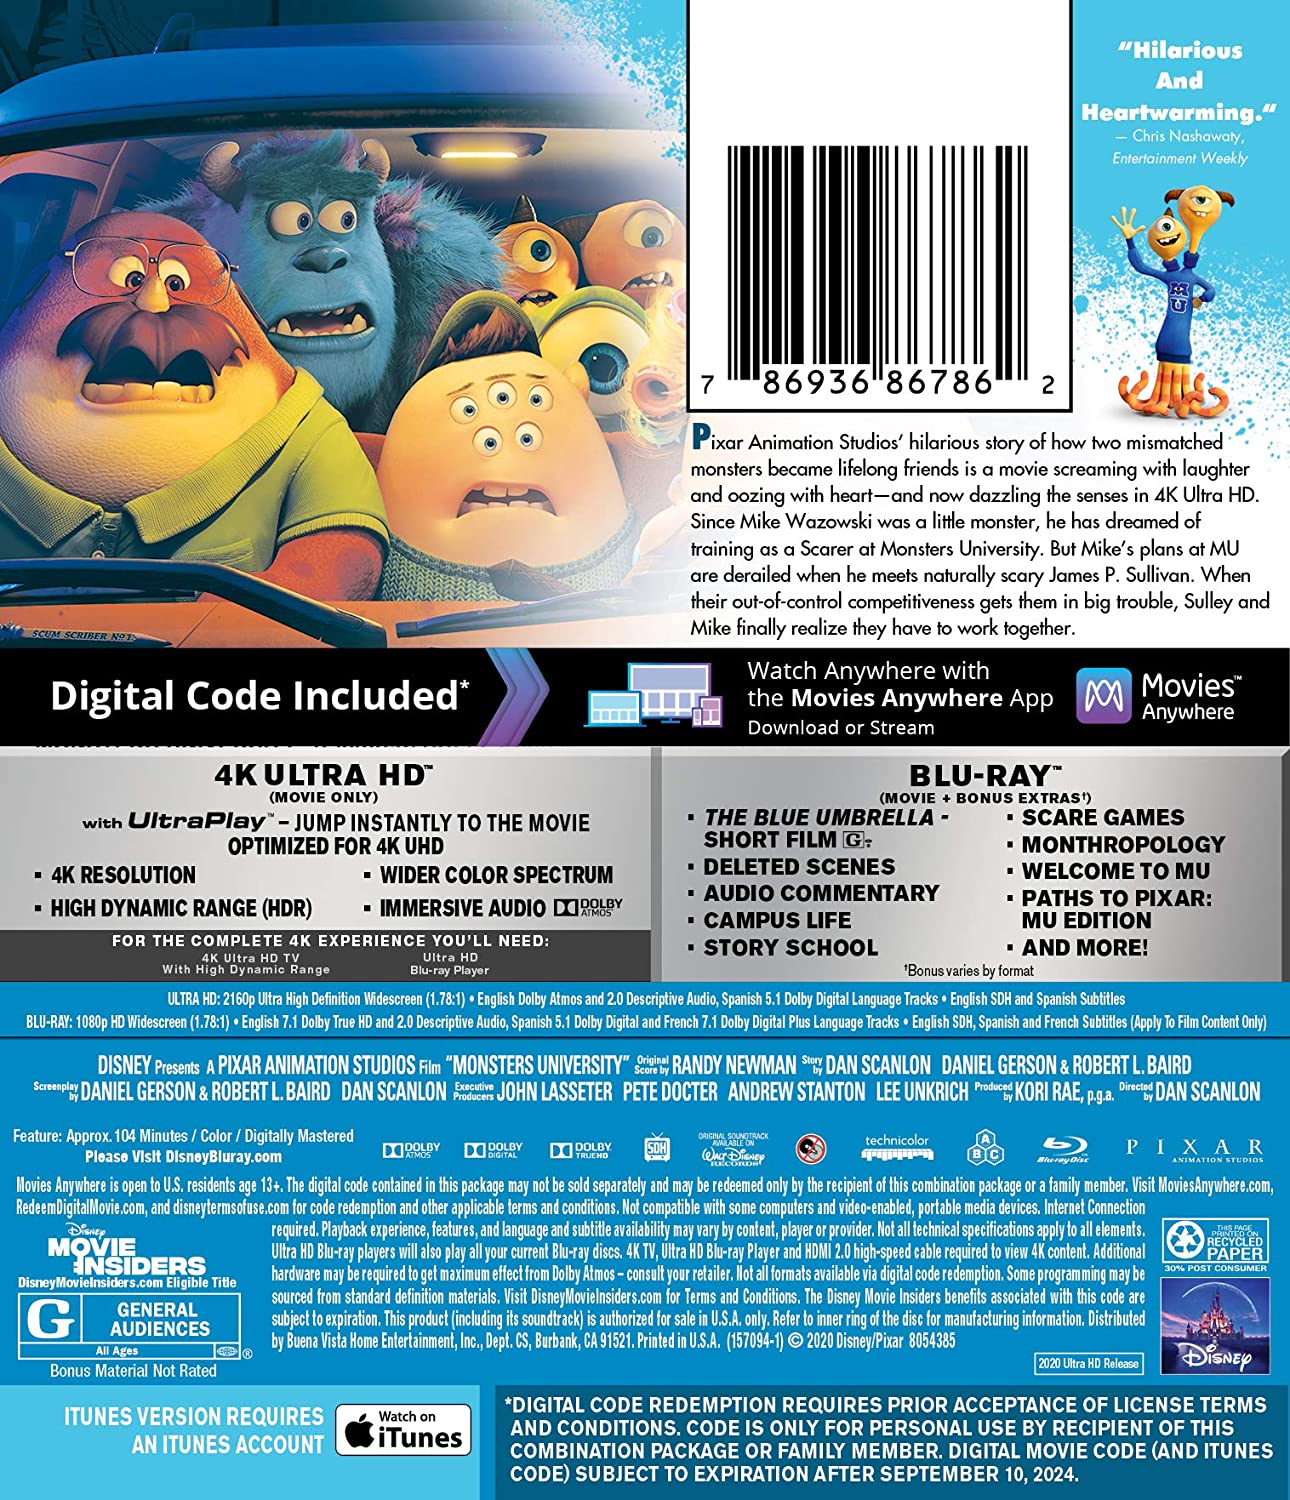 “Hilarious
And
Heartwarming.“
— Chris Nashawaty,
Entertainment Weekly
MU
7 86936 86786 2
SCUM SCRIBER Nº1
Pixar Animation Studios’ hilarious story of how two mismatched
monsters became lifelong friends is a movie screaming with laughter
and oozing with heart—and now dazzling the senses in 4K Ultra HD.
Since Mike Wazowski was a little monster, he has dreamed of
training as a Scarer at Monsters University. But Mike’s plans at MU
are derailed when he meets naturally scary James P. Sullivan. When
their out-of-control competitiveness gets them in big trouble, Sulley and
Mike finally realize they have to work together.
Digital Code Included*
Watch Anywhere with
the Movies Anywhere App
Download or Stream
Movies™
Anywhere
4K ULTRA HD™
(MOVIE ONLY)
with UltraPlay™ – JUMP INSTANTLY TO THE MOVIE
OPTIMIZED FOR 4K UHD
▪ 4K RESOLUTION
▪ HIGH DYNAMIC RANGE (HDR)
▪ WIDER COLOR SPECTRUM
▪ IMMERSIVE AUDIO DOLBY ATMOS
FOR THE COMPLETE 4K EXPERIENCE YOU’LL NEED:
4K Ultra HD TV
With High Dynamic Range
Ultra HD
Blu-ray Player
BLU-RAY™
(MOVIE + BONUS EXTRAS†)
▪ THE BLUE UMBRELLA -
SHORT FILM G
▪ DELETED SCENES
▪ AUDIO COMMENTARY
▪ CAMPUS LIFE
▪ STORY SCHOOL
▪ SCARE GAMES
▪ MONTHROPOLOGY
▪ WELCOME TO MU
▪ PATHS TO PIXAR:
MU EDITION
▪ AND MORE!
†Bonus varies by format
ULTRA HD: 2160p Ultra High Definition Widescreen (1.78:1) • English Dolby Atmos and 2.0 Descriptive Audio, Spanish 5.1 Dolby Digital Language Tracks • English SDH and Spanish Subtitles
BLU-RAY: 1080p HD Widescreen (1.78:1) • English 7.1 Dolby True HD and 2.0 Descriptive Audio, Spanish 5.1 Dolby Digital and French 7.1 Dolby Digital Plus Language Tracks • English SDH, Spanish and French Subtitles (Apply To Film Content Only)
DISNEY Presents A PIXAR ANIMATION STUDIOS Film “MONSTERS UNIVERSITY” Original Score by RANDY NEWMAN Story by DAN SCANLON DANIEL GERSON & ROBERT L. BAIRD
Screenplay by DANIEL GERSON & ROBERT L. BAIRD DAN SCANLON Executive Producers JOHN LASSETER PETE DOCTER ANDREW STANTON LEE UNKRICH Produced by KORI RAE, p.g.a. Directed by DAN SCANLON
Feature: Approx. 104 Minutes / Color / Digitally Mastered
Please Visit DisneyBluray.com
DOLBY ATMOS
DOLBY DIGITAL
DOLBY TRUEHD
SDH
ORIGINAL SOUNDTRACK
AVAILABLE ON
WALT DISNEY
RECORDS
technicolor
A
B C
Blu-ray Disc
PIXAR
ANIMATION STUDIOS
Movies Anywhere is open to U.S. residents age 13+. The digital code contained in this package may not be sold separately and may be redeemed only by the recipient of this combination package or a family member. Visit MoviesAnywhere.com,
RedeemDigitalMovie.com, and disneytermsofuse.com for code redemption and other applicable terms and conditions. Not compatible with some computers and video-enabled, portable media devices. Internet Connection
required. Playback experience, features, and language and subtitle availability may vary by content, player or provider. Not all technical specifications apply to all elements.
Ultra HD Blu-ray players will also play all your current Blu-ray discs. 4K TV, Ultra HD Blu-ray Player and HDMI 2.0 high-speed cable required to view 4K content. Additional
hardware may be required to get maximum effect from Dolby Atmos – consult your retailer. Not all formats available via digital code redemption. Some programming may be
sourced from standard definition materials. Visit DisneyMovieInsiders.com for Terms and Conditions. The Disney Movie Insiders benefits associated with this code are
subject to expiration. This product (including its soundtrack) is authorized for sale in U.S.A. only. Refer to inner ring of the disc for manufacturing information. Distributed
by Buena Vista Home Entertainment, Inc., Dept. CS, Burbank, CA 91521. Printed in U.S.A. (157094-1) © 2020 Disney/Pixar 8054385
Disney
MOVIE
INSIDERS
DisneyMovieInsiders.com Eligible Title
G GENERAL
AUDIENCES
All Ages
®
Bonus Material Not Rated
THIS PAGE
PRINTED ON
RECYCLED
PAPER
30% POST CONSUMER
DISNEY
2020 Ultra HD Release
ITUNES VERSION REQUIRES
AN ITUNES ACCOUNT
Watch on
iTunes
*DIGITAL CODE REDEMPTION REQUIRES PRIOR ACCEPTANCE OF LICENSE TERMS
AND CONDITIONS. CODE IS ONLY FOR PERSONAL USE BY RECIPIENT OF THIS
COMBINATION PACKAGE OR FAMILY MEMBER. DIGITAL MOVIE CODE (AND ITUNES
CODE) SUBJECT TO EXPIRATION AFTER SEPTEMBER 10, 2024.